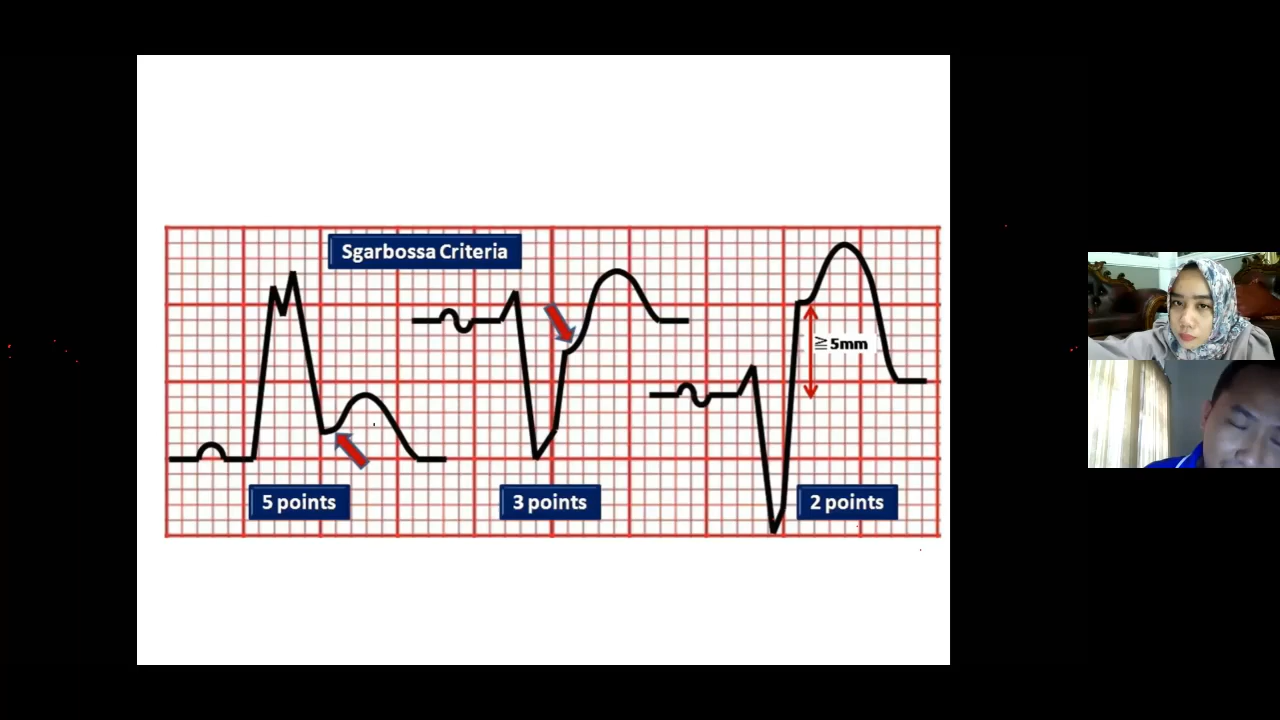 Sgarbossa Criteria
≧ 5mm
5 points
3 points
2 points